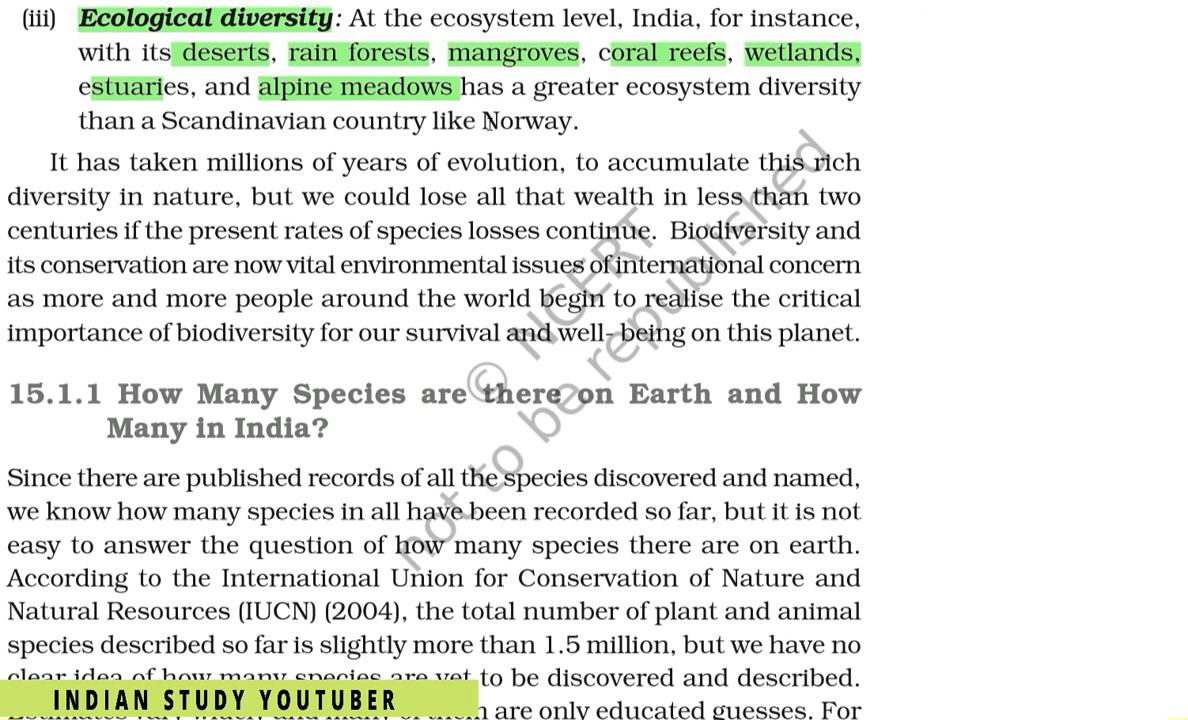 (iii) Ecological diversity: At the ecosystem level, India, for instance,
with its deserts, rain forests, mangroves, coral reefs, wetlands,
estuaries, and alpine meadows has a greater ecosystem diversity
than a Scandinavian country like Norway.
It has taken millions of years of evolution, to accumulate this rich
diversity in nature, but we could lose all that wealth in less than two
centuries if the present rates of species losses continue. Biodiversity and
its conservation are now vital environmental issues of international concern
as more and more people around the world begin to realise the critical
importance of biodiversity for our survival and well- being on this planet.
© NCERT
not to be republished
15.1.1 How Many Species are there on Earth and How
Many in India?
Since there are published records of all the species discovered and named,
we know how many species in all have been recorded so far, but it is not
easy to answer the question of how many species there are on earth.
According to the International Union for Conservation of Nature and
Natural Resources (IUCN) (2004), the total number of plant and animal
species described so far is slightly more than 1.5 million, but we have no
clear idea of how many species are yet to be discovered and described.
are only educated guesses. For
INDIAN STUDY YOUTUBER